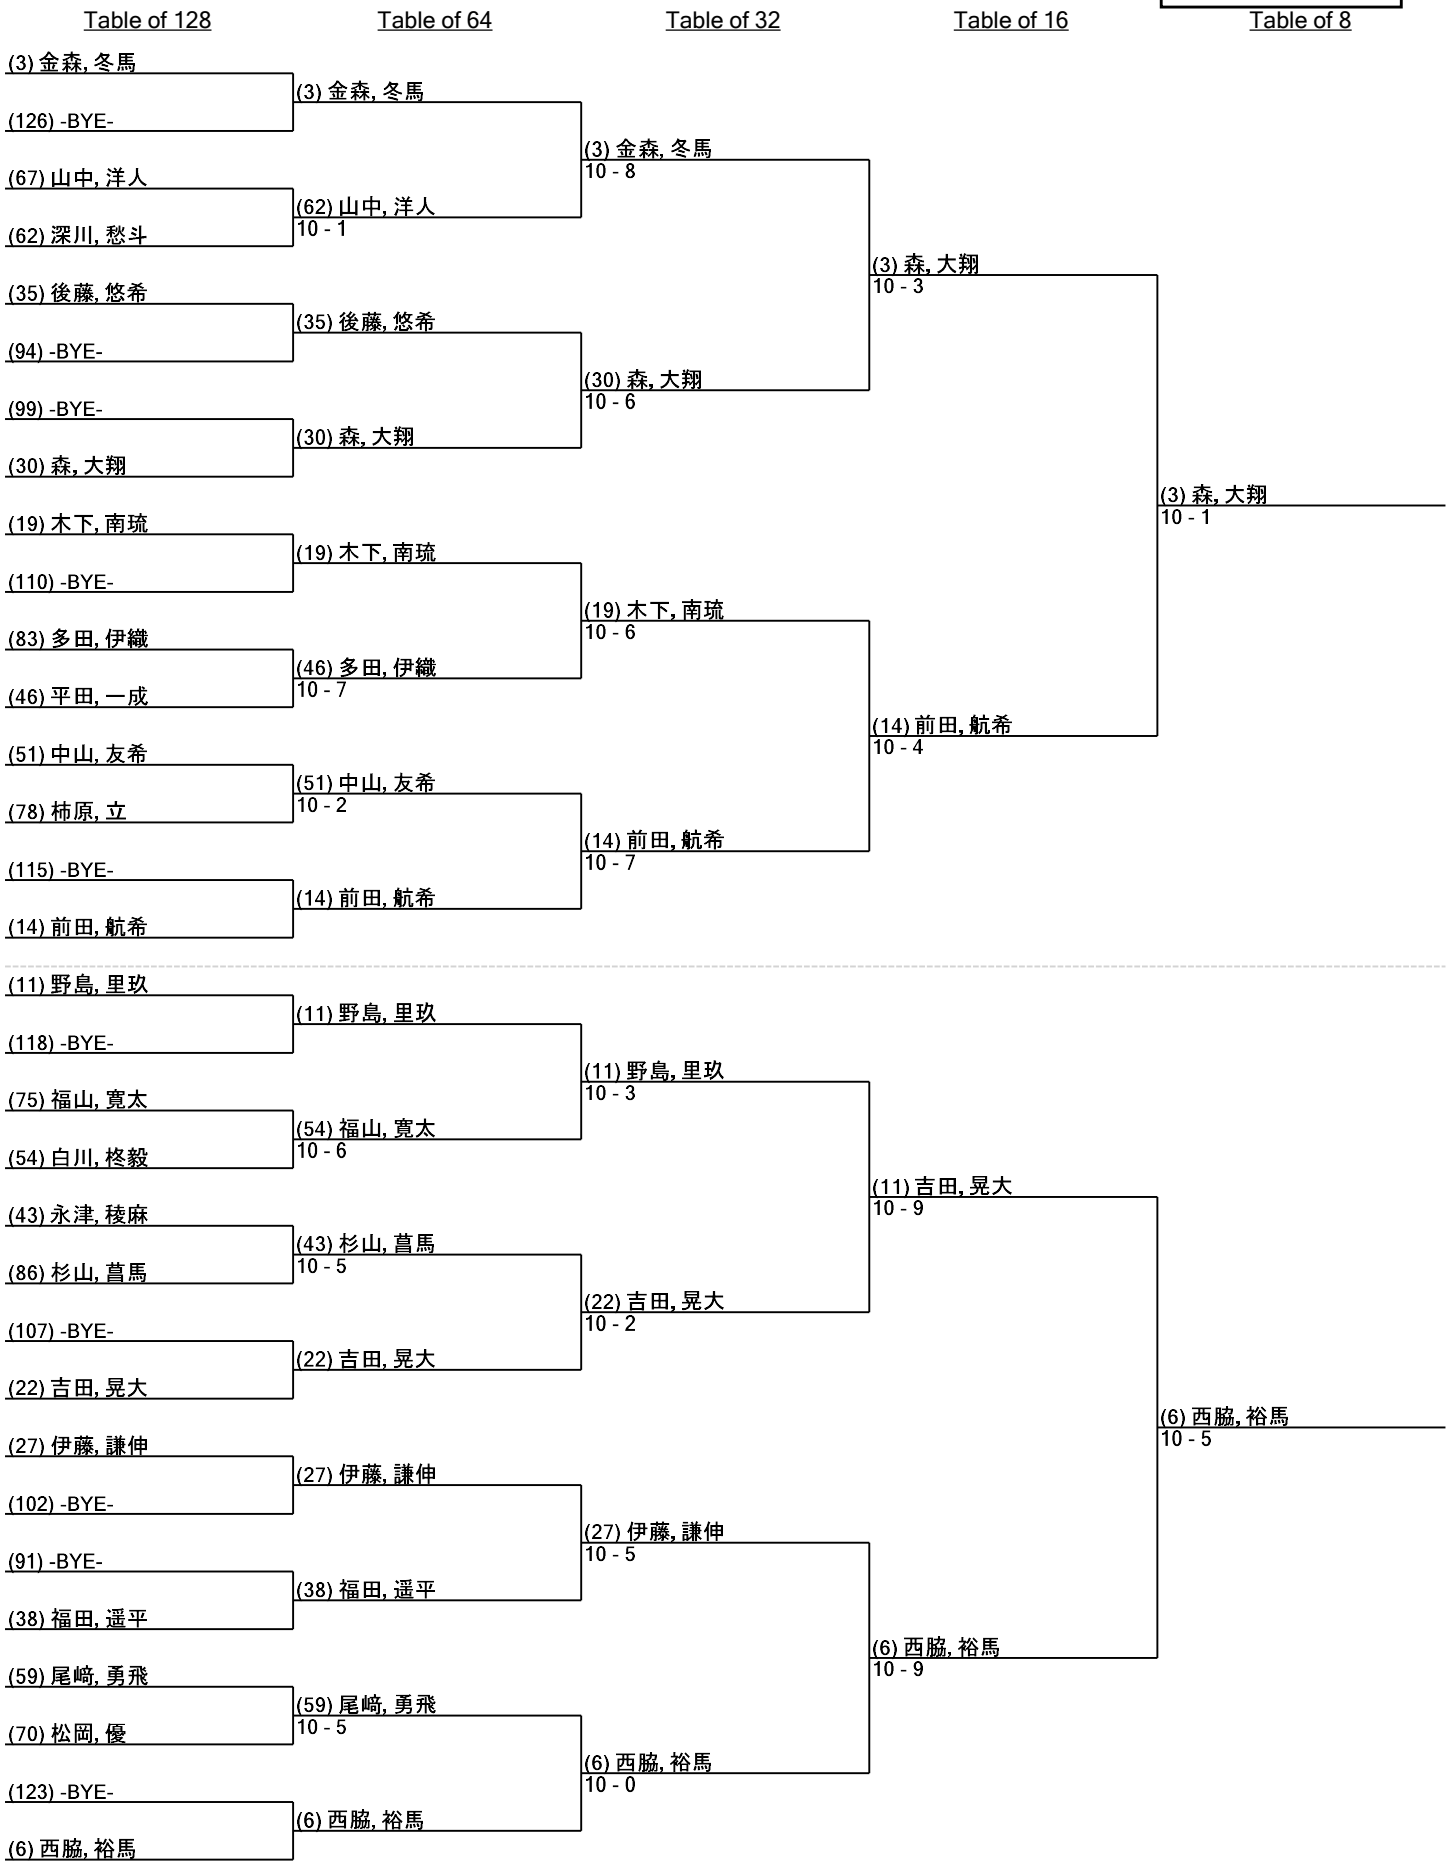 Table of 128
Table of 64
Table of 32
Table of 16
Table of 8
(3) 金森, 冬馬
(3) 金森, 冬馬
(126) -BYE-
(3) 金森, 冬馬
10 - 8
(67) 山中, 洋人
(62) 山中, 洋人
10 - 1
(62) 深川, 愁斗
(3) 森, 大翔
10 - 3
(35) 後藤, 悠希
(35) 後藤, 悠希
(94) -BYE-
(30) 森, 大翔
10 - 6
(99) -BYE-
(30) 森, 大翔
(30) 森, 大翔
(3) 森, 大翔
10 - 1
(19) 木下, 南琉
(19) 木下, 南琉
(110) -BYE-
(19) 木下, 南琉
10 - 6
(83) 多田, 伊織
(46) 多田, 伊織
10 - 7
(46) 平田, 一成
(14) 前田, 航希
10 - 4
(51) 中山, 友希
(51) 中山, 友希
10 - 2
(78) 柿原, 立
(14) 前田, 航希
10 - 7
(115) -BYE-
(14) 前田, 航希
(14) 前田, 航希
(11) 野島, 里玖
(11) 野島, 里玖
(118) -BYE-
(11) 野島, 里玖
10 - 3
(75) 福山, 寛太
(54) 福山, 寛太
10 - 6
(54) 白川, 柊毅
(11) 吉田, 晃大
10 - 9
(43) 永津, 稜麻
(43) 杉山, 菖馬
10 - 5
(86) 杉山, 菖馬
(22) 吉田, 晃大
10 - 2
(107) -BYE-
(22) 吉田, 晃大
(22) 吉田, 晃大
(6) 西脇, 裕馬
10 - 5
(27) 伊藤, 謙伸
(27) 伊藤, 謙伸
(102) -BYE-
(27) 伊藤, 謙伸
10 - 5
(91) -BYE-
(38) 福田, 遥平
(38) 福田, 遥平
(6) 西脇, 裕馬
10 - 9
(59) 尾﨑, 勇飛
(59) 尾﨑, 勇飛
10 - 5
(70) 松岡, 優
(6) 西脇, 裕馬
10 - 0
(123) -BYE-
(6) 西脇, 裕馬
(6) 西脇, 裕馬